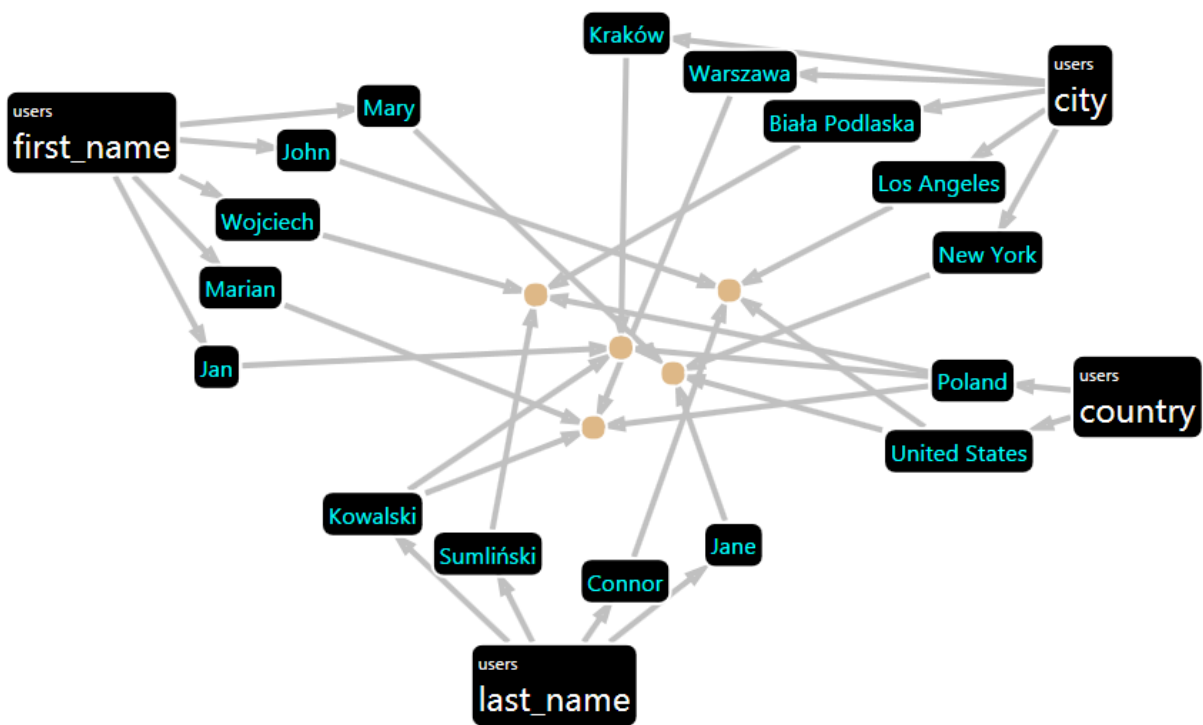 Kraków
Warszawa
users
city
users
first_name
Mary
Biała Podlaska
John
Los Angeles
Wojciech
New York
Marian
Jan
Poland
users
country
United States
Kowalski
Sumliński
Jane
Connor
users
last_name